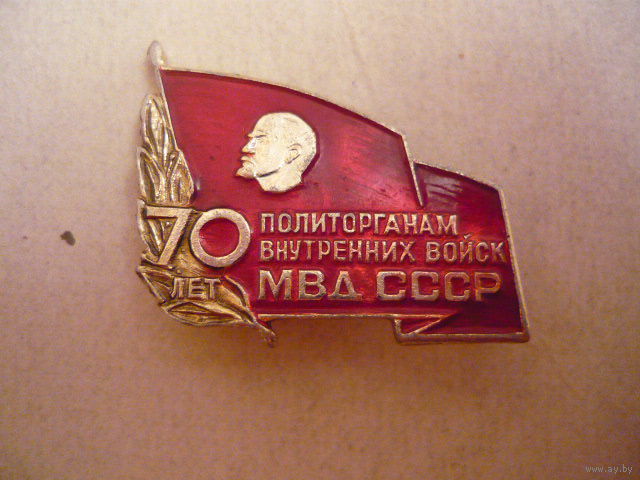 70
ЛЕТ
ПОЛИТОРГАНАМ
ВНУТРЕННИХ ВОЙСК
МВД СССР
www.ay.by